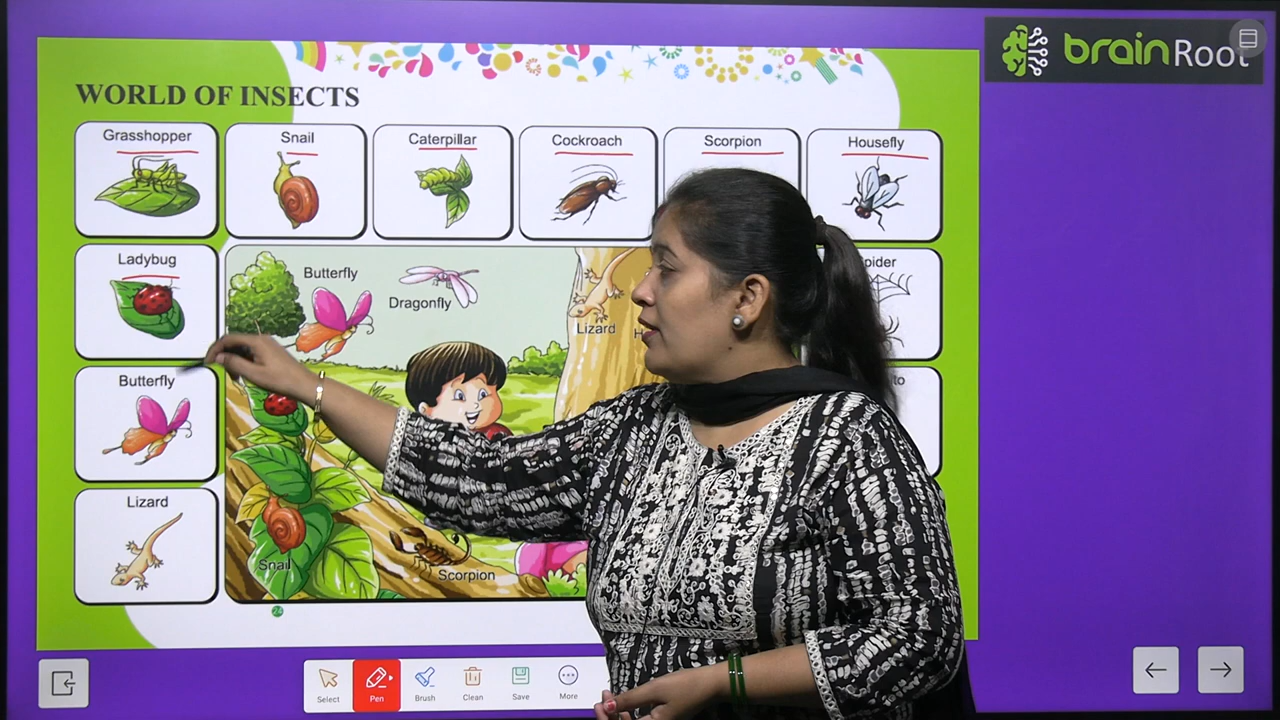 brainRoot
WORLD OF INSECTS
Grasshopper
Snail
Caterpillar
Cockroach
Scorpion
Housefly
Ladybug
Butterfly
Dragonfly
Lizard
Butterfly
Lizard
Snail
Scorpion
24
Select
Pen
Brush
Clean
Save
More